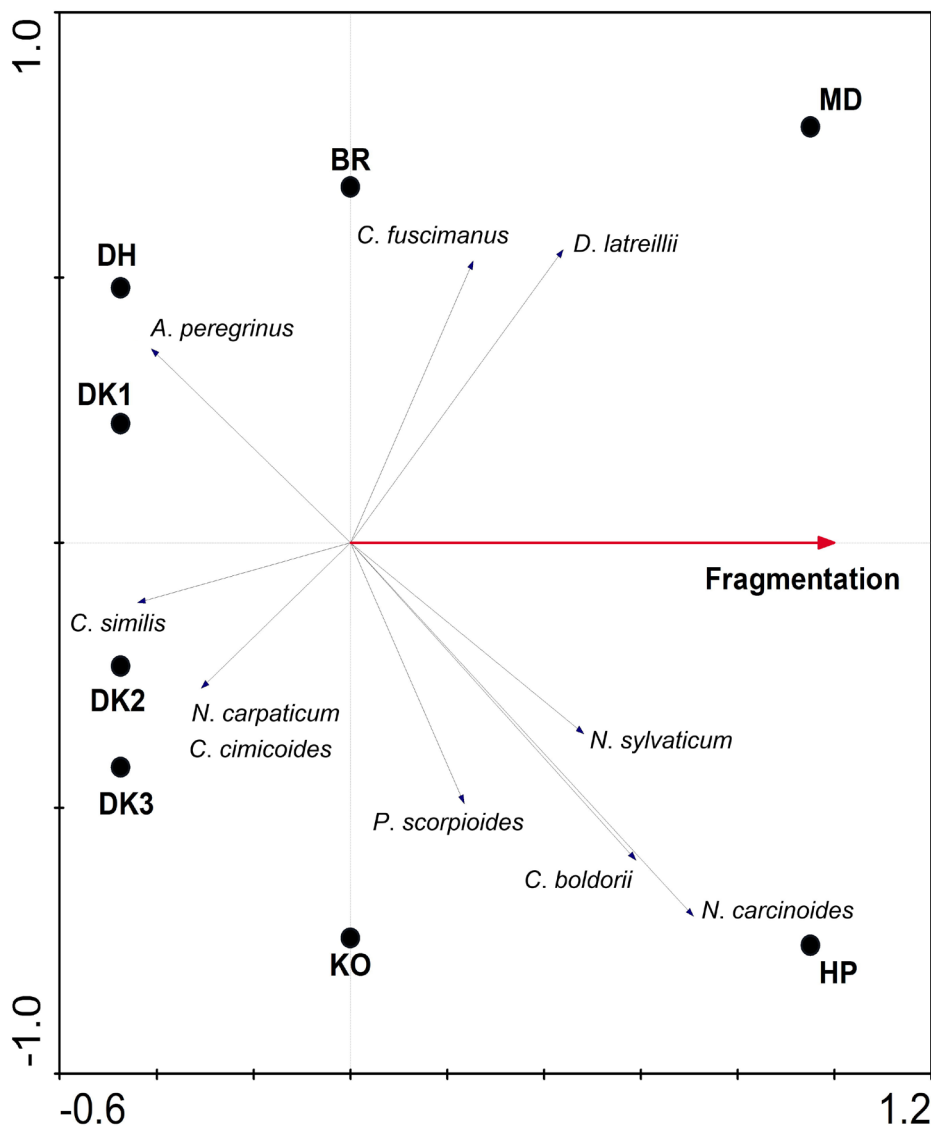 1.0
MD
BR
C. fuscimanus
D. latreillii
DH
A. peregrinus
DK1
Fragmentation
C. similis
DK2
N. carpaticum
C. cimicoides
N. sylvaticum
DK3
P. scorpioides
C. boldorii
N. carcinoides
KO
HP
-1.0
-0.6
1.2